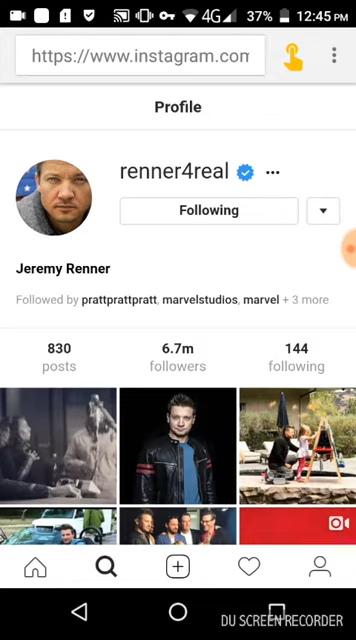 4G 37% 12:45 PM
https://www.instagram.com
Profile
renner4real
Following
Jeremy Renner
Followed by prattprattpratt, marvelstudios, marvel + 3 more
830 6.7m 144
posts followers following
DU SCREEN RECORDER